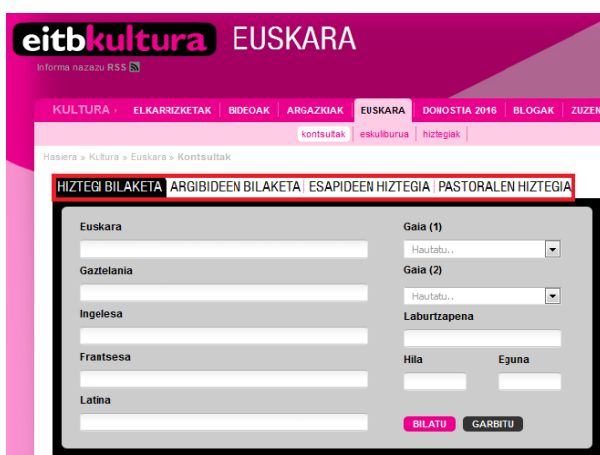 eitbkultura EUSKARA
Informa nazazu RSS
KULTURA ELKARRIZKETAK BIDEOAK ARGAZKIAK EUSKARA DONOSTIA 2016 BLOGAK ZUZEN
kontsultak eskuliburua hiztegiak
Hasiera » Kultura » Euskara » Kontsultak
HIZTEGI BILAKETA ARGIBIDEEN BILAKETA ESAPIDEEN HIZTEGIA PASTORALEN HIZTEGIA
Euskara Gaia (1)
Hautatu..
Gaztelania Gaia (2)
Hautatu..
Ingelesa Laburtzapena
Frantsesa Hila Eguna
Latina
BILATU GARBITU